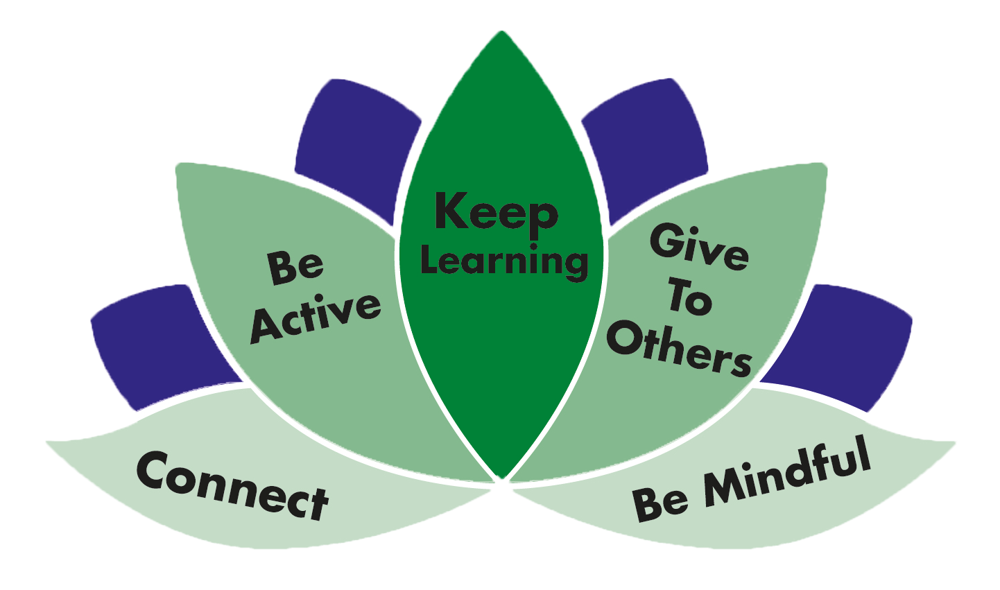 Connect
Be
Active
Keep
Learning
Give
To
Others
Be Mindful